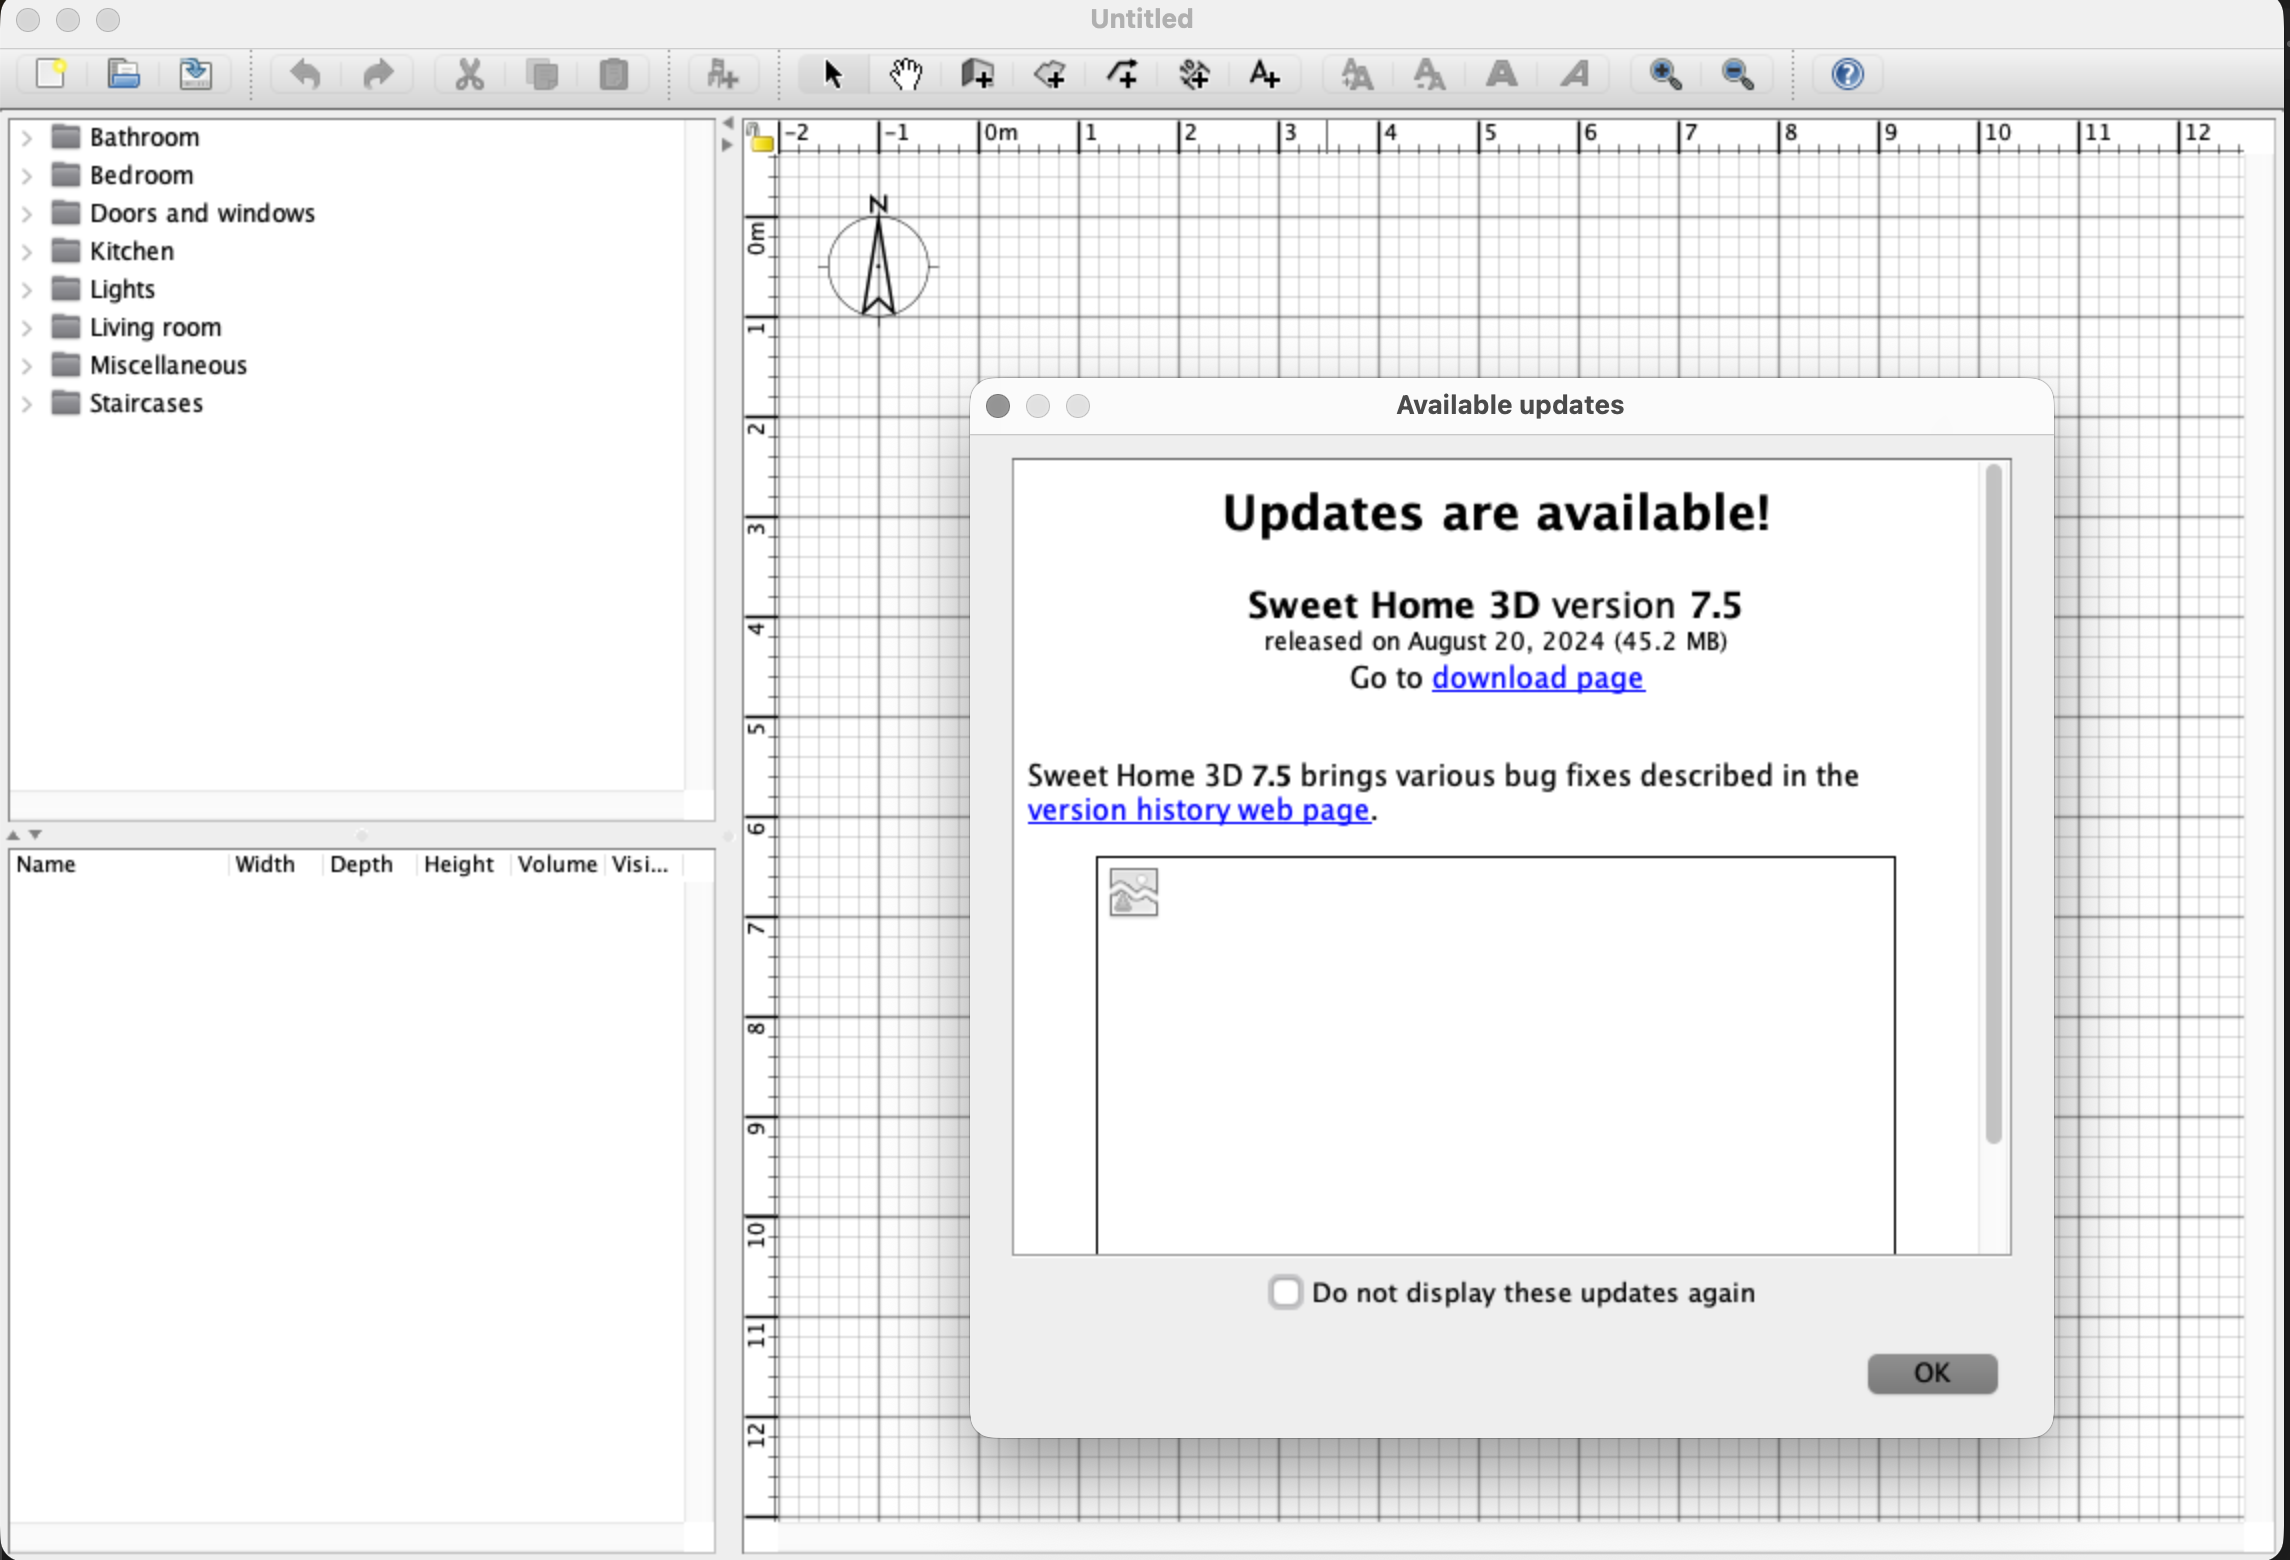 Untitled
Bathroom
Bedroom
Doors and windows
Kitchen
Lights
Living room
Miscellaneous
Staircases
Name Width Depth Height Volume Visi...
-2 -1 0m 1 2 3 4 5 6 7 8 9 10 11 12
N
0m
1
2
3
4
5
6
7
8
9
10
11
12
Available updates
Updates are available!
Sweet Home 3D version 7.5
released on August 20, 2024 (45.2 MB)
Go to download page
Sweet Home 3D 7.5 brings various bug fixes described in the
version history web page.
Do not display these updates again
OK